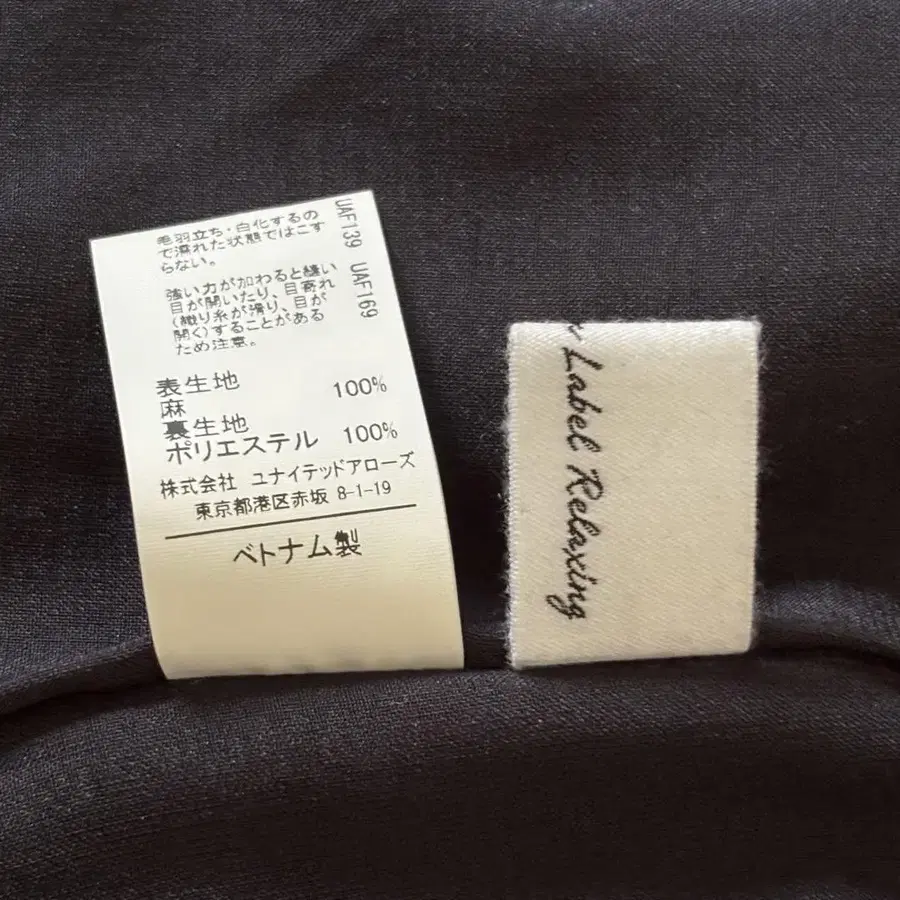 毛羽立ち・白化するの
で濡れた状態ではこす
らない。
強い力が加わると縫い
目が開いたり、目寄れ
(織り糸が滑り、目が
開く)することがある
ため注意。
UAF139 UAF169
表生地
麻 100%
裏生地
ポリエステル 100%
株式会社 ユナイテッドアローズ
東京都港区赤坂 8-1-19
ベトナム製
Label Relaxing